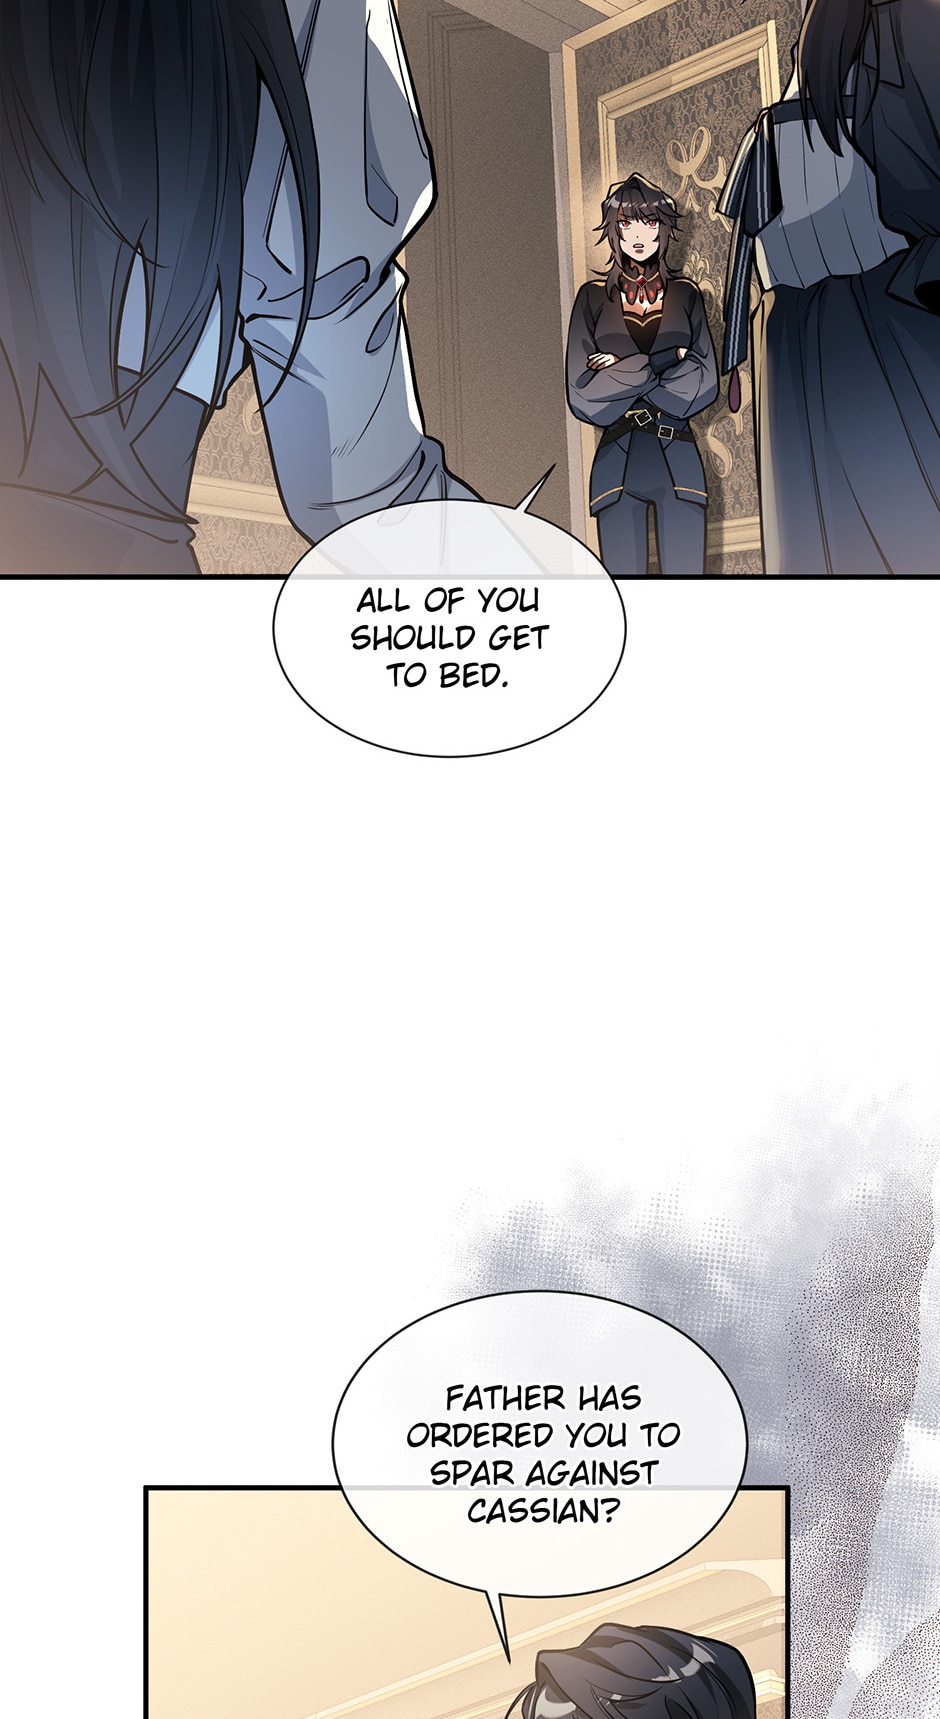 ALL OF YOU
SHOULD GET
TO BED.
FATHER HAS
ORDERED YOU TO
SPAR AGAINST
CASSIAN?